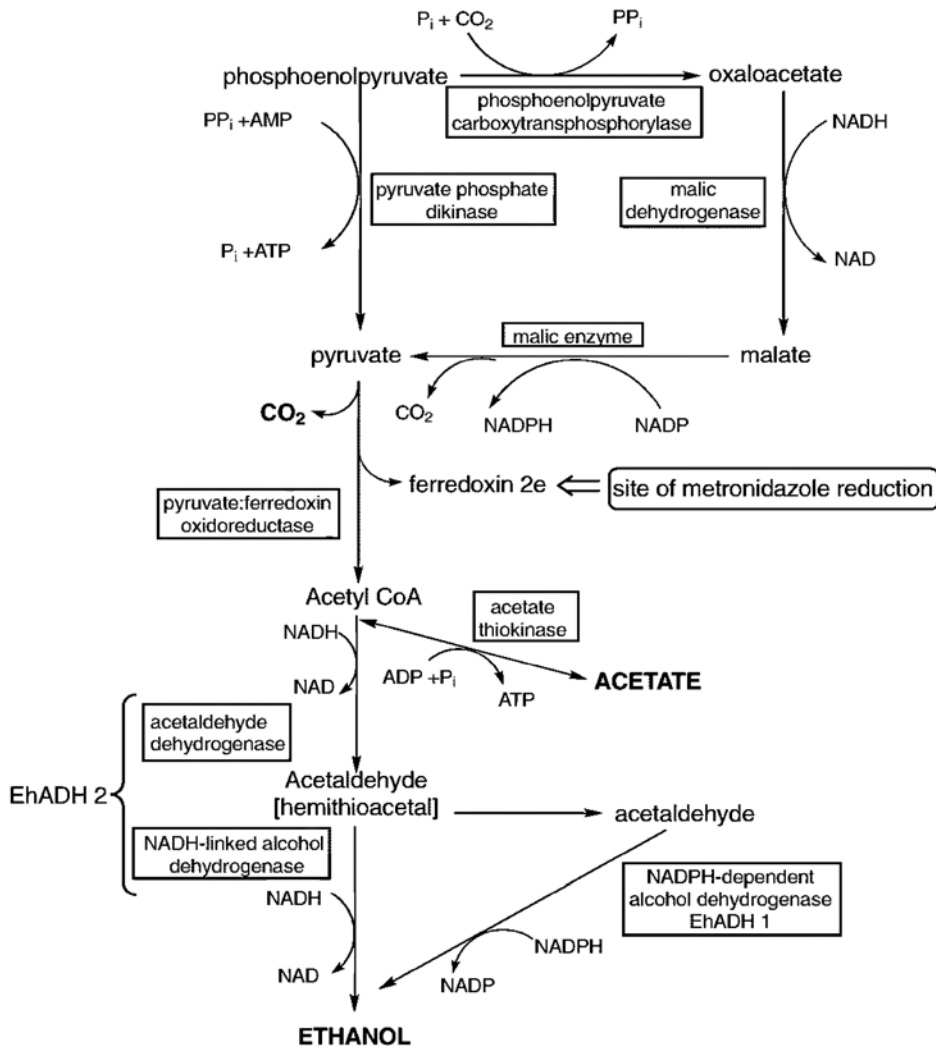 Pi + CO2
PPi
phosphoenolpyruvate
oxaloacetate
phosphoenolpyruvate
carboxytransphosphorylase
PPi +AMP
NADH
pyruvate phosphate
dikinase
malic
dehydrogenase
Pi +ATP
NAD
malic enzyme
pyruvate
malate
CO2
CO2
NADPH
NADP
ferredoxin 2e
site of metronidazole reduction
pyruvate:ferredoxin
oxidoreductase
Acetyl CoA
acetate
thiokinase
NADH
NAD
ADP +Pi
ATP
ACETATE
acetaldehyde
dehydrogenase
EhADH 2
Acetaldehyde
[hemithioacetal]
acetaldehyde
NADH-linked alcohol
dehydrogenase
NADPH-dependent
alcohol dehydrogenase
EhADH 1
NADH
NADPH
NAD
NADP
ETHANOL